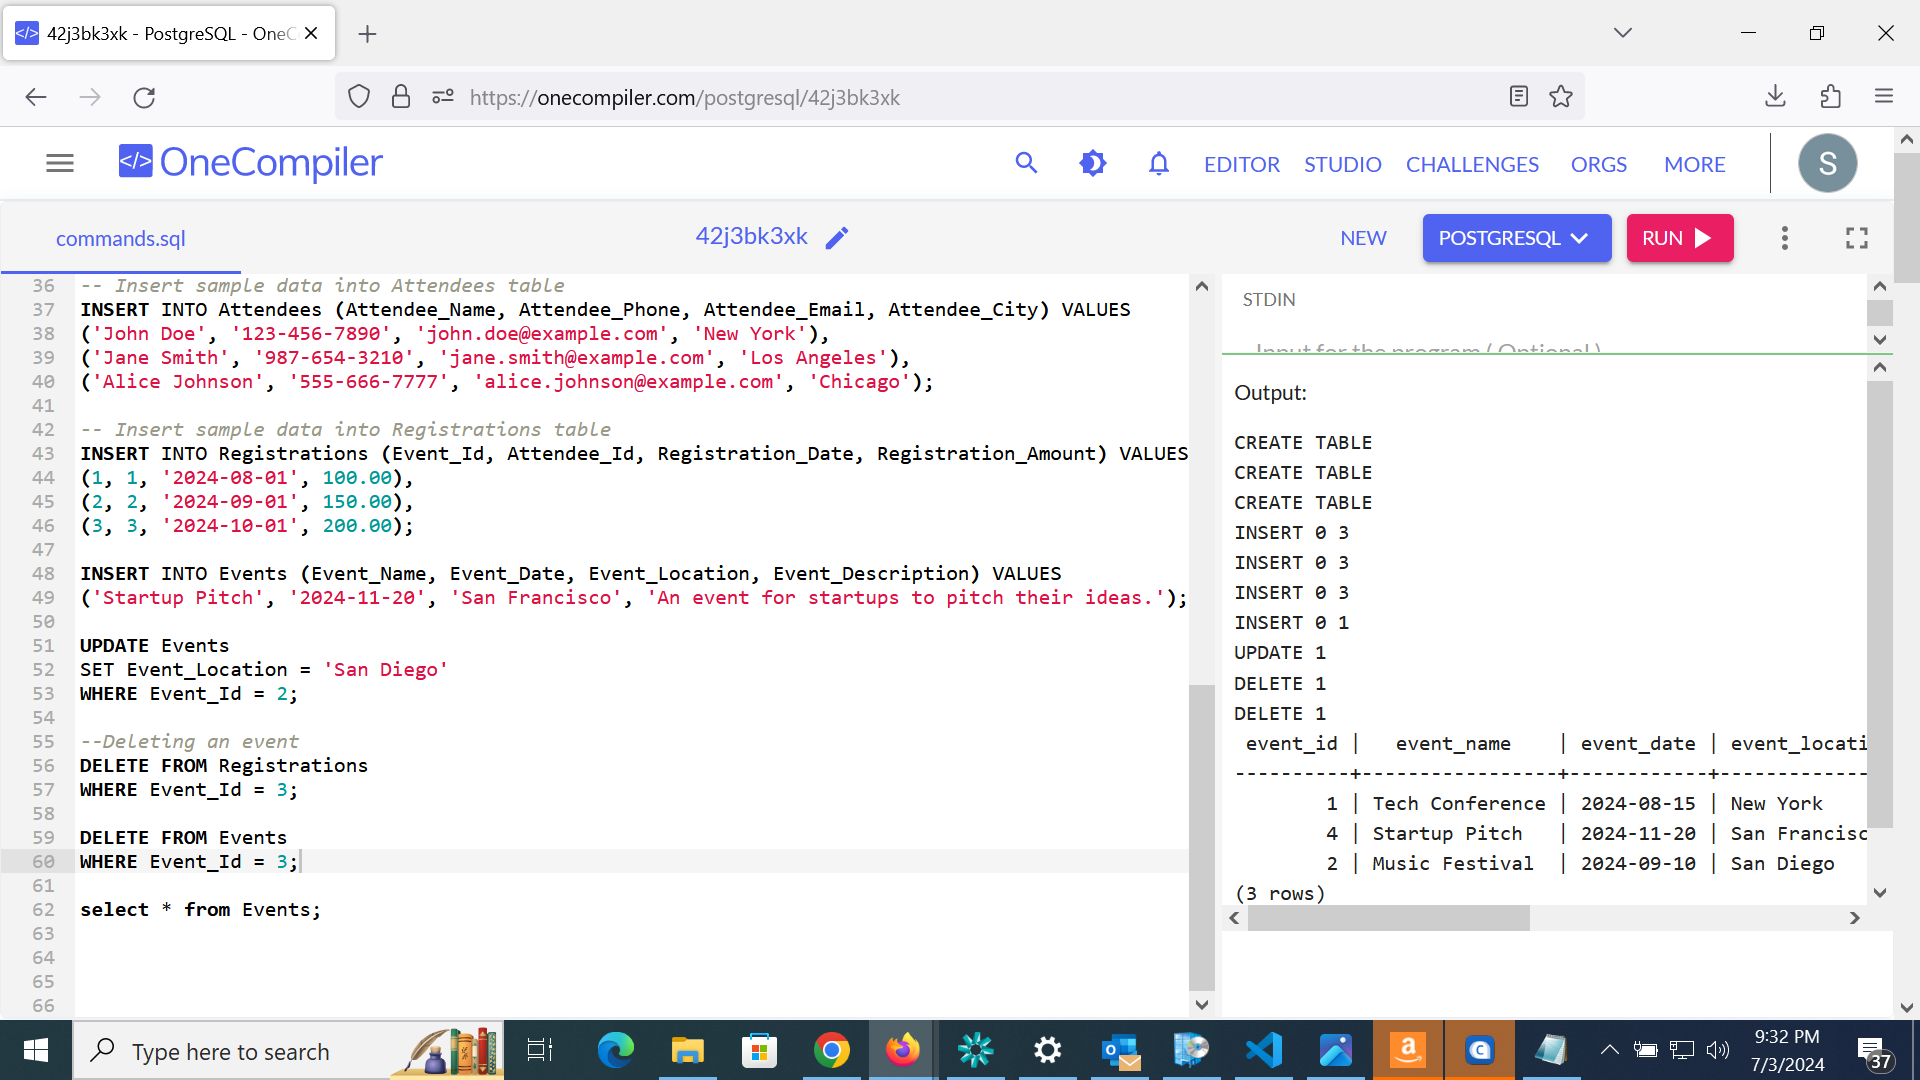 42j3bk3xk - PostgreSQL - OneC
https://onecompiler.com/postgresql/42j3bk3xk
</> OneCompiler
EDITOR STUDIO CHALLENGES ORGS MORE
S
commands.sql
42j3bk3xk
NEW POSTGRESQL RUN
36 -- Insert sample data into Attendees table
37 INSERT INTO Attendees (Attendee_Name, Attendee_Phone, Attendee_Email, Attendee_City) VALUES
38 ('John Doe', '123-456-7890', 'john.doe@example.com', 'New York'),
39 ('Jane Smith', '987-654-3210', 'jane.smith@example.com', 'Los Angeles'),
40 ('Alice Johnson', '555-666-7777', 'alice.johnson@example.com', 'Chicago');
41
42 -- Insert sample data into Registrations table
43 INSERT INTO Registrations (Event_Id, Attendee_Id, Registration_Date, Registration_Amount) VALUES
44 (1, 1, '2024-08-01', 100.00),
45 (2, 2, '2024-09-01', 150.00),
46 (3, 3, '2024-10-01', 200.00);
47
48 INSERT INTO Events (Event_Name, Event_Date, Event_Location, Event_Description) VALUES
49 ('Startup Pitch', '2024-11-20', 'San Francisco', 'An event for startups to pitch their ideas.');
50
51 UPDATE Events
52 SET Event_Location = 'San Diego'
53 WHERE Event_Id = 2;
54
55 --Deleting an event
56 DELETE FROM Registrations
57 WHERE Event_Id = 3;
58
59 DELETE FROM Events
60 WHERE Event_Id = 3;
61
62 select * from Events;
63
64
65
66
STDIN
Input for the program ( Optional )
Output:
CREATE TABLE
CREATE TABLE
CREATE TABLE
INSERT 0 3
INSERT 0 3
INSERT 0 3
INSERT 0 1
UPDATE 1
DELETE 1
DELETE 1
event_id | event_name | event_date | event_locati
----------+-----------------+------------+-------------
1 | Tech Conference | 2024-08-15 | New York
4 | Startup Pitch | 2024-11-20 | San Francisc
2 | Music Festival | 2024-09-10 | San Diego
(3 rows)
Type here to search
9:32 PM
7/3/2024
37